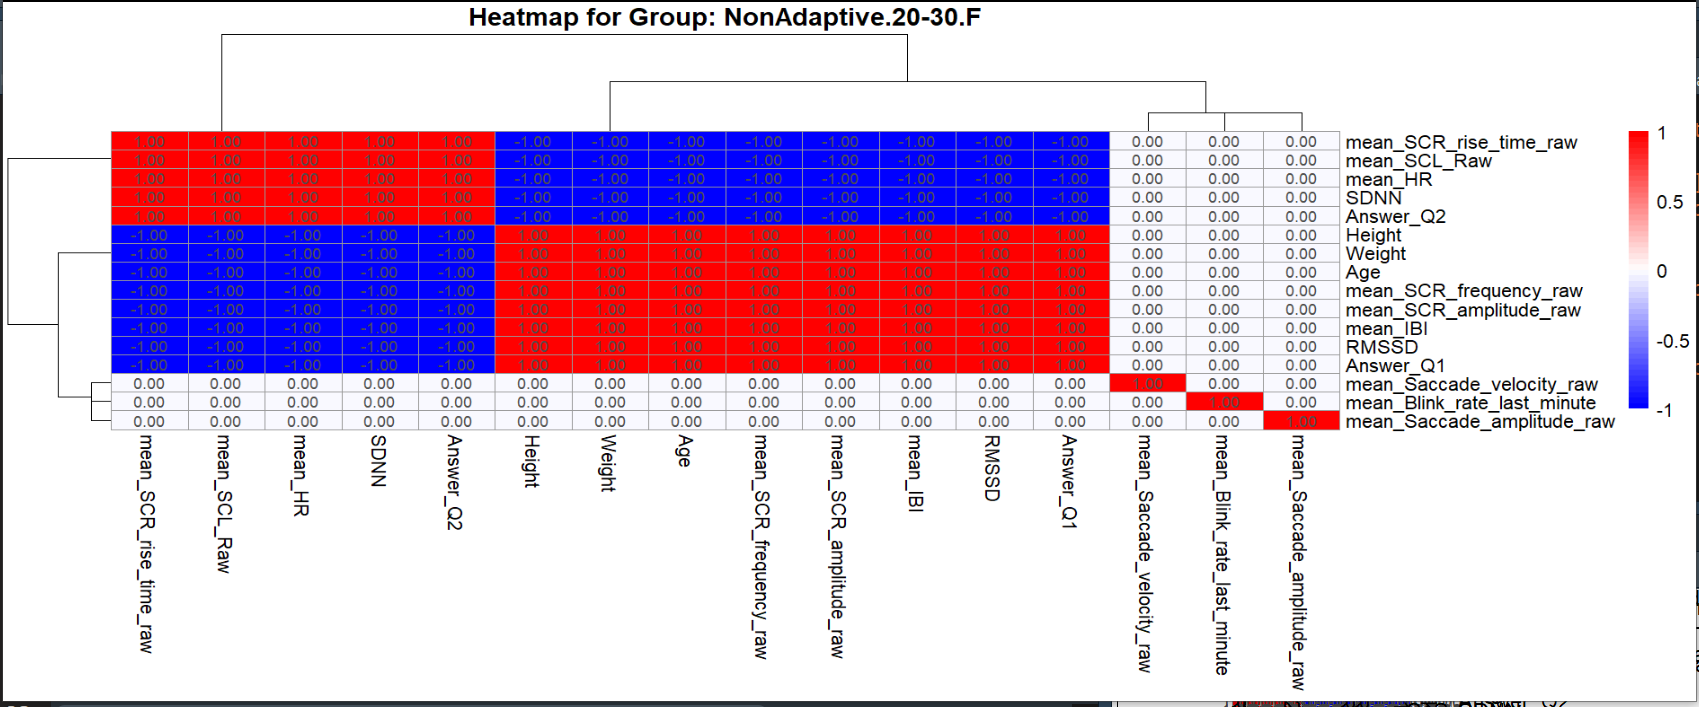 Heatmap for Group: NonAdaptive.20-30.F
1.00 1.00 1.00 1.00 1.00 -1.00 -1.00 -1.00 -1.00 -1.00 -1.00 -1.00 -1.00 0.00 0.00 0.00 mean_SCR_rise_time_raw
1.00 1.00 1.00 1.00 1.00 -1.00 -1.00 -1.00 -1.00 -1.00 -1.00 -1.00 -1.00 0.00 0.00 0.00 mean_SCL_Raw
1.00 1.00 1.00 1.00 1.00 -1.00 -1.00 -1.00 -1.00 -1.00 -1.00 -1.00 -1.00 0.00 0.00 0.00 mean_HR
1.00 1.00 1.00 1.00 1.00 -1.00 -1.00 -1.00 -1.00 -1.00 -1.00 -1.00 -1.00 0.00 0.00 0.00 SDNN
1.00 1.00 1.00 1.00 1.00 -1.00 -1.00 -1.00 -1.00 -1.00 -1.00 -1.00 -1.00 0.00 0.00 0.00 Answer_Q2
-1.00 -1.00 -1.00 -1.00 -1.00 1.00 1.00 1.00 1.00 1.00 1.00 1.00 1.00 0.00 0.00 0.00 Height
-1.00 -1.00 -1.00 -1.00 -1.00 1.00 1.00 1.00 1.00 1.00 1.00 1.00 1.00 0.00 0.00 0.00 Weight
-1.00 -1.00 -1.00 -1.00 -1.00 1.00 1.00 1.00 1.00 1.00 1.00 1.00 1.00 0.00 0.00 0.00 Age
-1.00 -1.00 -1.00 -1.00 -1.00 1.00 1.00 1.00 1.00 1.00 1.00 1.00 1.00 0.00 0.00 0.00 mean_SCR_frequency_raw
-1.00 -1.00 -1.00 -1.00 -1.00 1.00 1.00 1.00 1.00 1.00 1.00 1.00 1.00 0.00 0.00 0.00 mean_SCR_amplitude_raw
-1.00 -1.00 -1.00 -1.00 -1.00 1.00 1.00 1.00 1.00 1.00 1.00 1.00 1.00 0.00 0.00 0.00 mean_IBI
-1.00 -1.00 -1.00 -1.00 -1.00 1.00 1.00 1.00 1.00 1.00 1.00 1.00 1.00 0.00 0.00 0.00 RMSSD
-1.00 -1.00 -1.00 -1.00 -1.00 1.00 1.00 1.00 1.00 1.00 1.00 1.00 1.00 0.00 0.00 0.00 Answer_Q1
0.00 0.00 0.00 0.00 0.00 0.00 0.00 0.00 0.00 0.00 0.00 0.00 0.00 1.00 0.00 0.00 mean_Saccade_velocity_raw
0.00 0.00 0.00 0.00 0.00 0.00 0.00 0.00 0.00 0.00 0.00 0.00 0.00 0.00 1.00 0.00 mean_Blink_rate_last_minute
0.00 0.00 0.00 0.00 0.00 0.00 0.00 0.00 0.00 0.00 0.00 0.00 0.00 0.00 0.00 1.00 mean_Saccade_amplitude_raw
mean_SCR_rise_time_raw
mean_SCL_Raw
mean_HR
SDNN
Answer_Q2
Height
Weight
Age
mean_SCR_frequency_raw
mean_SCR_amplitude_raw
mean_IBI
RMSSD
Answer_Q1
mean_Saccade_velocity_raw
mean_Blink_rate_last_minute
mean_Saccade_amplitude_raw
1
0.5
0
-0.5
-1